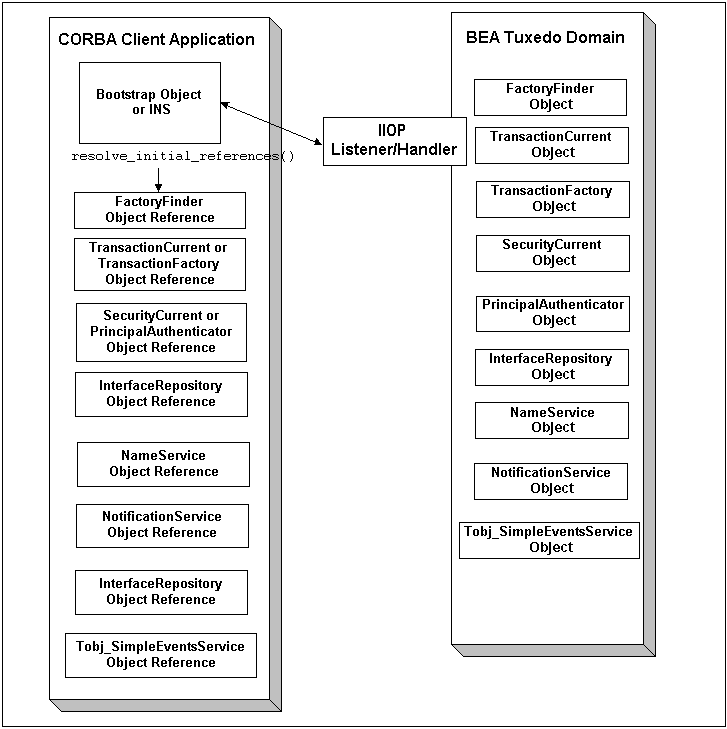 CORBA Client Application
Bootstrap Object
or INS
resolve_initial_references()
FactoryFinder
Object Reference
TransactionCurrent or
TransactionFactory
Object Reference
SecurityCurrent or
PrincipalAuthenticator
Object Reference
InterfaceRepository
Object Reference
NameService
Object Reference
NotificationService
Object Reference
InterfaceRepository
Object Reference
Tobj_SimpleEventsService
Object Reference
IIOP
Listener/Handler
BEA Tuxedo Domain
FactoryFinder
Object
TransactionCurrent
Object
TransactionFactory
Object
SecurityCurrent
Object
PrincipalAuthenticator
Object
InterfaceRepository
Object
NameService
Object
NotificationService
Object
Tobj_SimpleEventsService
Object